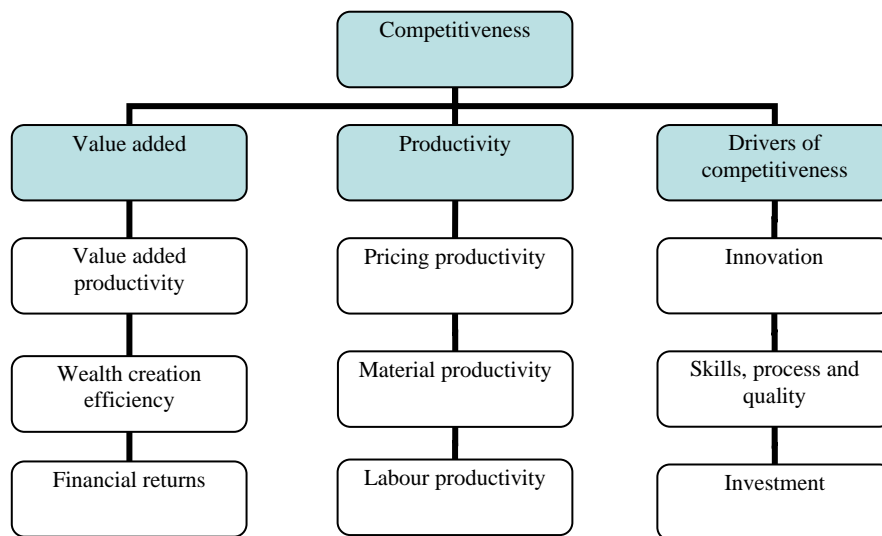 Competitiveness
Value added
Productivity
Drivers of
competitiveness
Value added
productivity
Pricing productivity
Innovation
Wealth creation
efficiency
Material productivity
Skills, process and
quality
Financial returns
Labour productivity
Investment